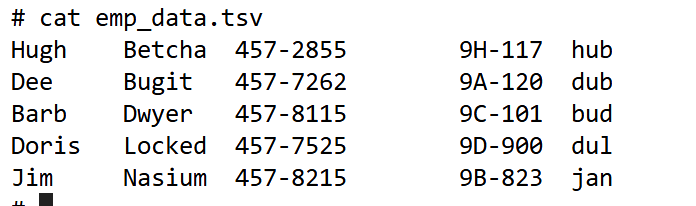 # cat emp_data.tsv
Hugh    Betcha  457-2855        9H-117  hub
Dee     Bugit   457-7262        9A-120  dub
Barb    Dwyer   457-8115        9C-101  bud
Doris   Locked  457-7525        9D-900  dul
Jim     Nasium  457-8215        9B-823  jan
#